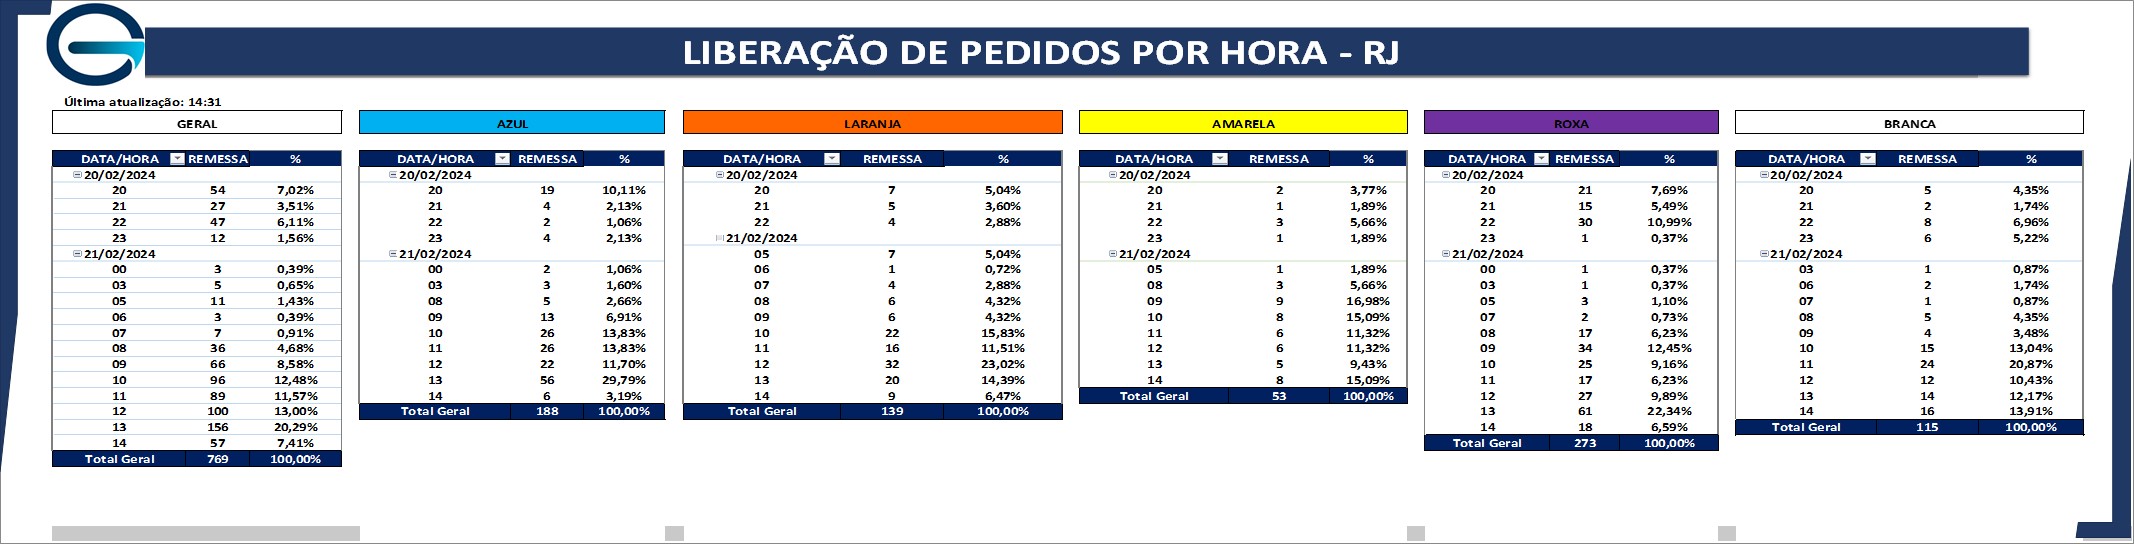 LIBERAÇÃO DE PEDIDOS POR HORA - RJ
Última atualização: 14:31
GERAL
DATA/HORA REMESSA %
20/02/2024
20 54 7,02%
21 27 3,51%
22 47 6,11%
23 12 1,56%
21/02/2024
00 3 0,39%
03 5 0,65%
05 11 1,43%
06 3 0,39%
07 7 0,91%
08 36 4,68%
09 66 8,58%
10 96 12,48%
11 89 11,57%
12 100 13,00%
13 156 20,29%
14 57 7,41%
Total Geral 769 100,00%
AZUL
DATA/HORA REMESSA %
20/02/2024
20 19 10,11%
21 4 2,13%
22 2 1,06%
23 4 2,13%
21/02/2024
00 2 1,06%
03 3 1,60%
08 5 2,66%
09 13 6,91%
10 26 13,83%
11 26 13,83%
12 22 11,70%
13 56 29,79%
14 6 3,19%
Total Geral 188 100,00%
LARANJA
DATA/HORA REMESSA %
20/02/2024
20 7 5,04%
21 5 3,60%
22 4 2,88%
21/02/2024
05 7 5,04%
06 1 0,72%
07 4 2,88%
08 6 4,32%
09 6 4,32%
10 22 15,83%
11 16 11,51%
12 32 23,02%
13 20 14,39%
14 9 6,47%
Total Geral 139 100,00%
AMARELA
DATA/HORA REMESSA %
20/02/2024
20 2 3,77%
21 1 1,89%
22 3 5,66%
23 1 1,89%
21/02/2024
05 1 1,89%
08 3 5,66%
09 9 16,98%
10 8 15,09%
11 6 11,32%
12 6 11,32%
13 5 9,43%
14 8 15,09%
Total Geral 53 100,00%
ROXA
DATA/HORA REMESSA %
20/02/2024
20 21 7,69%
21 15 5,49%
22 30 10,99%
23 1 0,37%
21/02/2024
00 1 0,37%
03 1 0,37%
05 3 1,10%
07 2 0,73%
08 17 6,23%
09 34 12,45%
10 25 9,16%
11 17 6,23%
12 27 9,89%
13 61 22,34%
14 18 6,59%
Total Geral 273 100,00%
BRANCA
DATA/HORA REMESSA %
20/02/2024
20 5 4,35%
21 2 1,74%
22 8 6,96%
23 6 5,22%
21/02/2024
03 1 0,87%
06 2 1,74%
07 1 0,87%
08 5 4,35%
09 4 3,48%
10 15 13,04%
11 24 20,87%
12 12 10,43%
13 14 12,17%
14 16 13,91%
Total Geral 115 100,00%